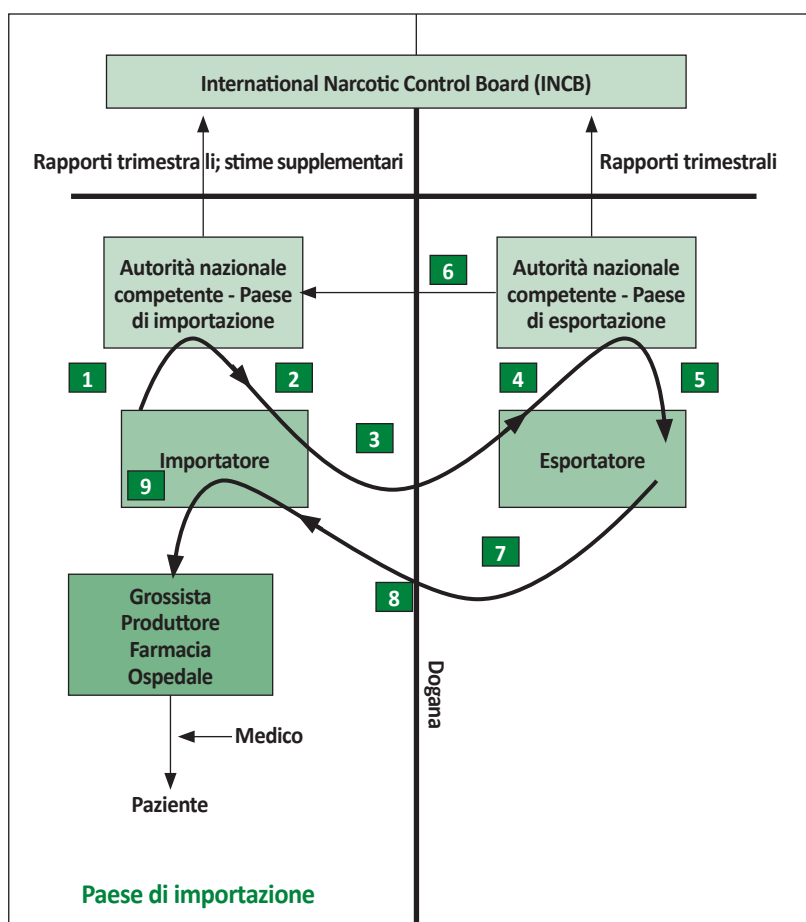 International Narcotic Control Board (INCB)
Rapporti trimestrali; stime supplementari
Rapporti trimestrali
Autorità nazionale
competente - Paese
di importazione
6
Autorità nazionale
competente - Paese
di esportazione
1
2
4
5
3
Importatore
9
Esportatore
7
8
Grossista
Produttore
Farmacia
Ospedale
Dogana
Medico
Paziente
Paese di importazione